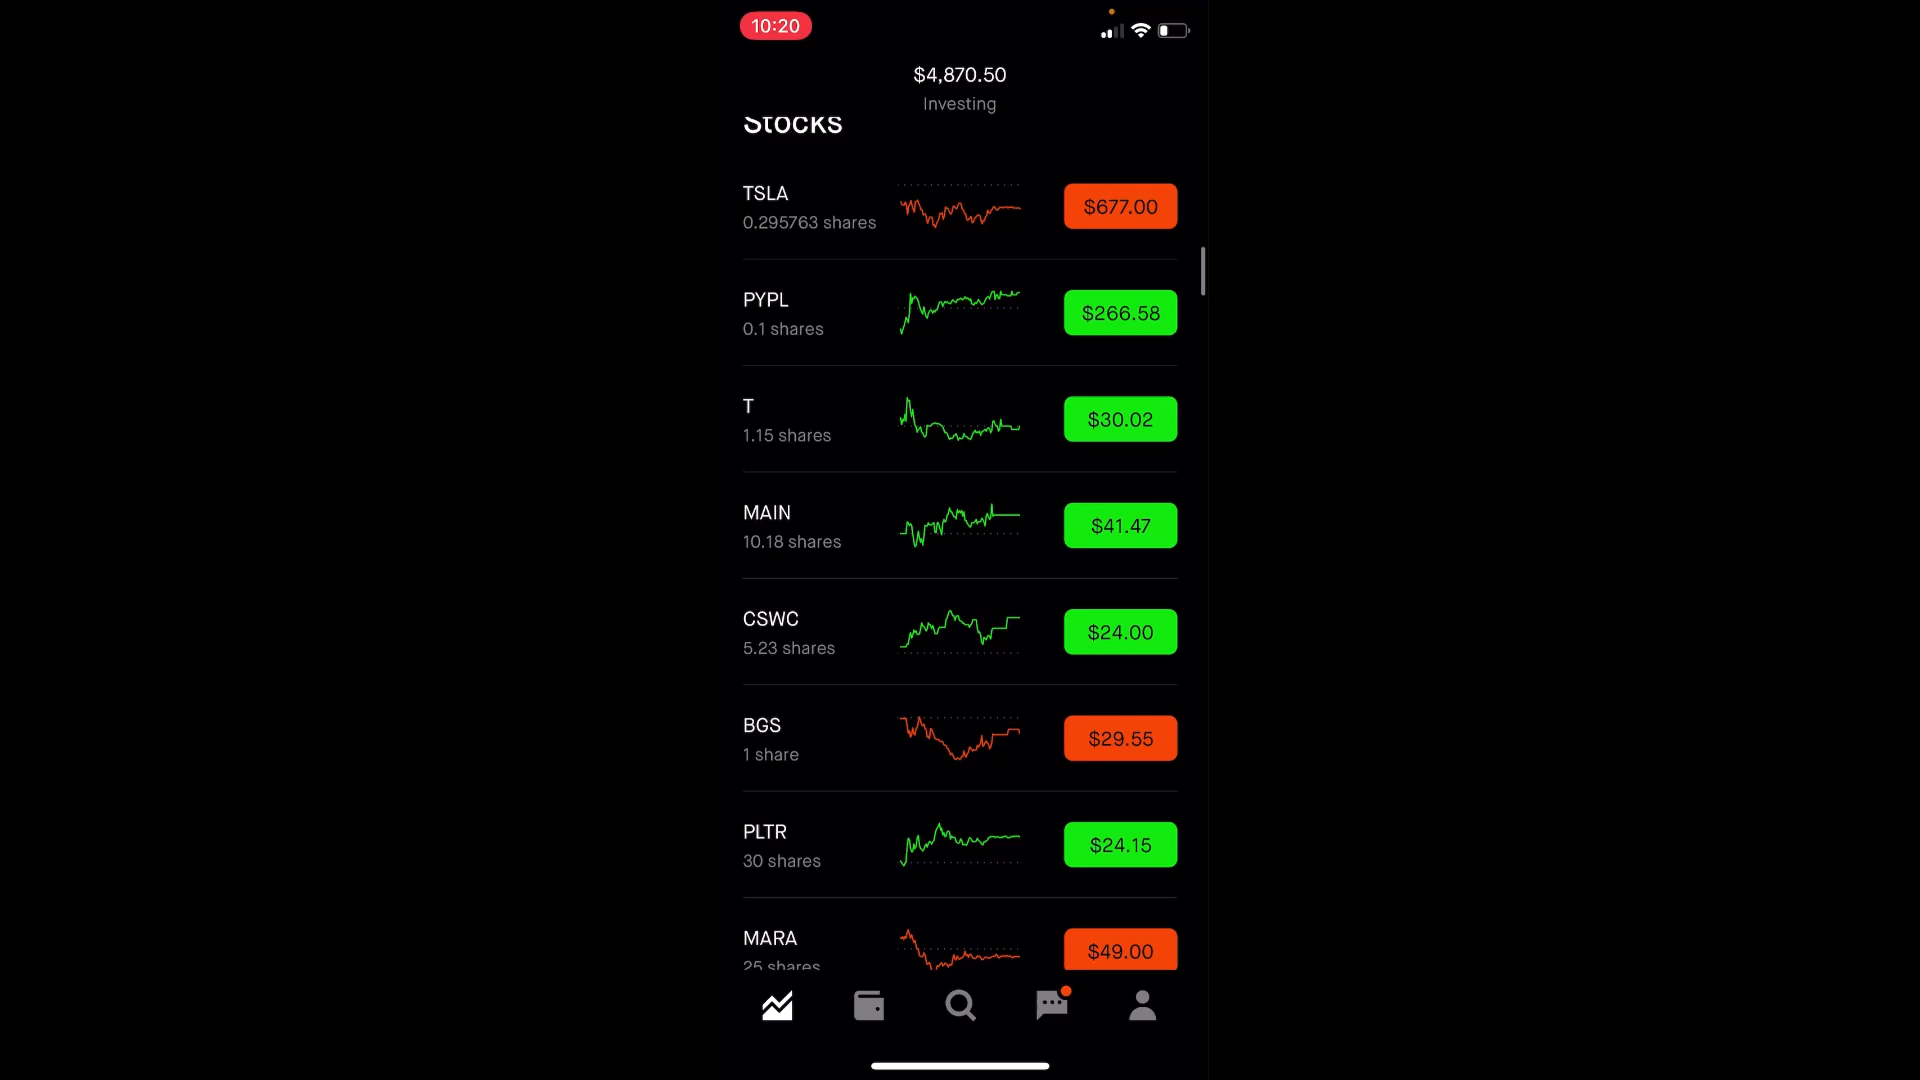 10:20
$4,870.50
Investing
Stocks
TSLA
0.295763 shares
$677.00
PYPL
0.1 shares
$266.58
T
1.15 shares
$30.02
MAIN
10.18 shares
$41.47
CSWC
5.23 shares
$24.00
BGS
1 share
$29.55
PLTR
30 shares
$24.15
MARA
25 shares
$49.00